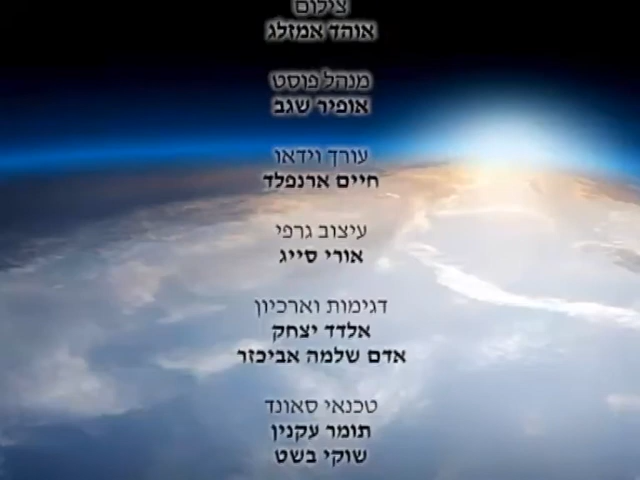 צילום
אוהד אמזלג
מנהל פוסט
אופיר שגב
עורך וידאו
חיים ארנפלד
עיצוב גרפי
אורי סייג
דגימות וארכיון
אלדד יצחק
אדם שלמה אביכזר
טכנאי סאונד
תומר עקנין
שוקי בשט